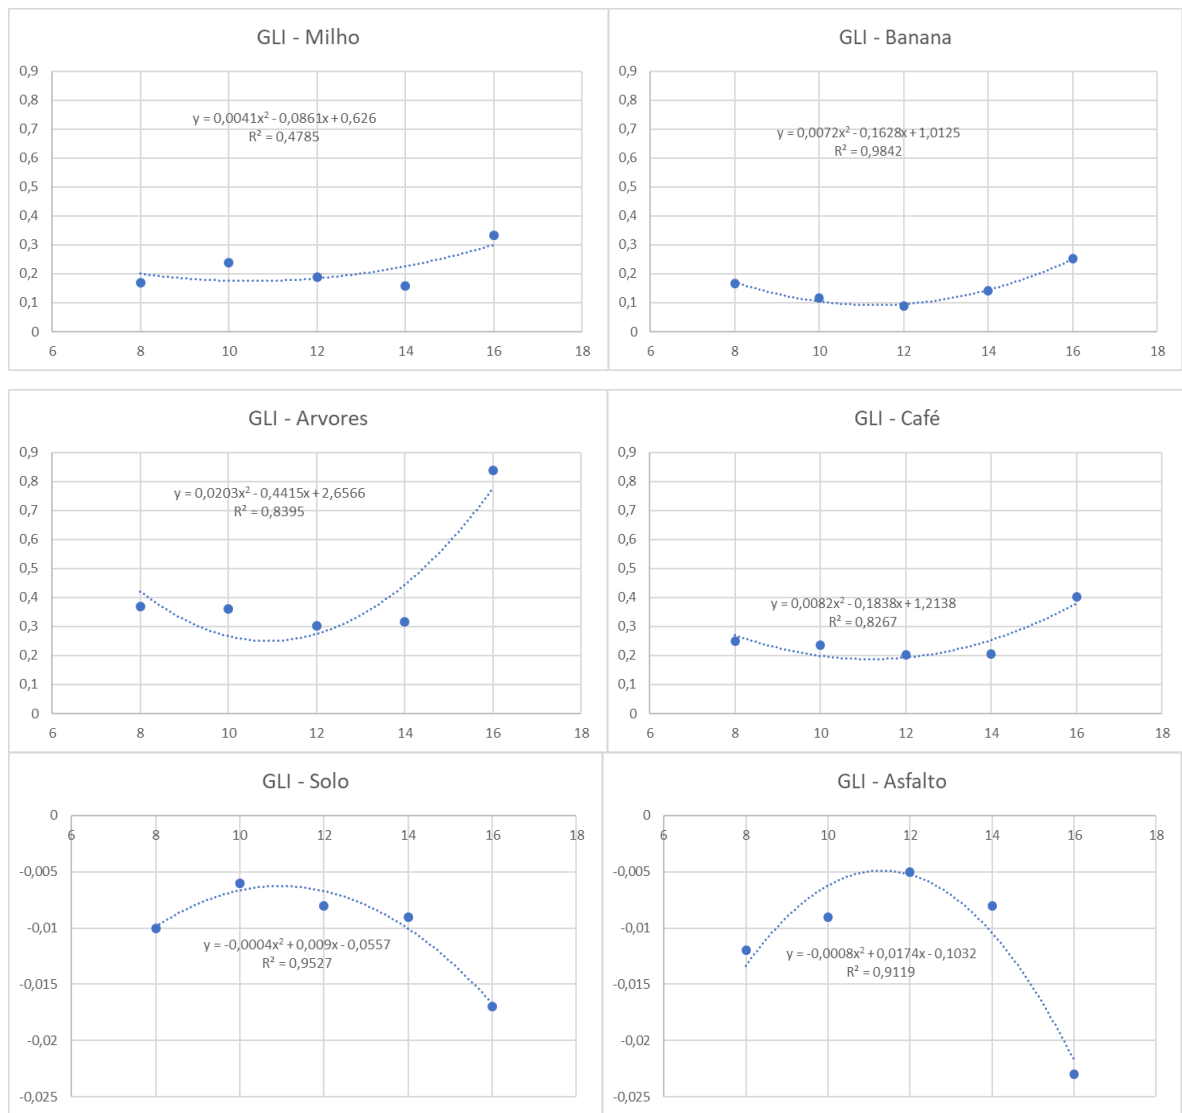 GLI - Milho
0,9
0,8
0,7
0,6
0,5
0,4
0,3
0,2
0,1
0
y = 0,0041x² - 0,0861x + 0,626
R² = 0,4785
6 8 10 12 14 16 18
GLI - Banana
0,9
0,8
0,7
0,6
0,5
0,4
0,3
0,2
0,1
0
y = 0,0072x² - 0,1628x + 1,0125
R² = 0,9842
6 8 10 12 14 16 18
GLI - Arvores
0,9
0,8
0,7
0,6
0,5
0,4
0,3
0,2
0,1
0
y = 0,0203x² - 0,4415x + 2,6566
R² = 0,8395
6 8 10 12 14 16 18
GLI - Café
0,9
0,8
0,7
0,6
0,5
0,4
0,3
0,2
0,1
0
y = 0,0082x² - 0,1838x + 1,2138
R² = 0,8267
6 8 10 12 14 16 18
GLI - Solo
0
6 8 10 12 14 16 18
-0,005
-0,01
-0,015
-0,02
-0,025
y = -0,0004x² + 0,009x - 0,0557
R² = 0,9527
GLI - Asfalto
0
6 8 10 12 14 16 18
-0,005
-0,01
-0,015
-0,02
-0,025
y = -0,0008x² + 0,0174x - 0,1032
R² = 0,9119